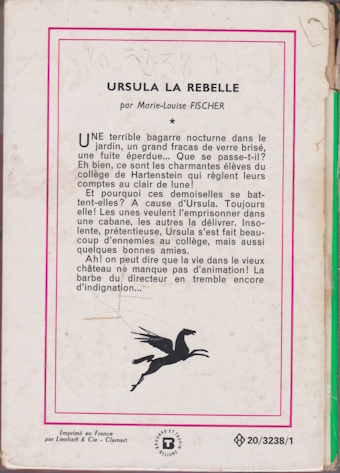 URSULA LA REBELLE
par Marie-Louise FISCHER
★
UNE terrible bagarre nocturne dans le
jardin, un grand fracas de verre brisé,
une fuite éperdue... Que se passe-t-il?
Eh bien, ce sont les charmantes élèves du
collège de Hartenstein qui règlent leurs
comptes au clair de lune!
Et pourquoi ces demoiselles se bat-
tent-elles? A cause d'Ursula. Toujours
elle! Les unes veulent l'emprisonner dans
une cabane, les autres la délivrer. Inso-
lente, prétentieuse, Ursula s'est fait beau-
coup d'ennemies au collège, mais aussi
quelques bonnes amies.
Ah! on peut dire que la vie dans le vieux
château ne manque pas d'animation! La
barbe du directeur en tremble encore
d'indignation...
Imprimé en France
par Lienhart & Cie - Clamart
BRODARD ET TAUPIN
RELIURE
20/3238/1